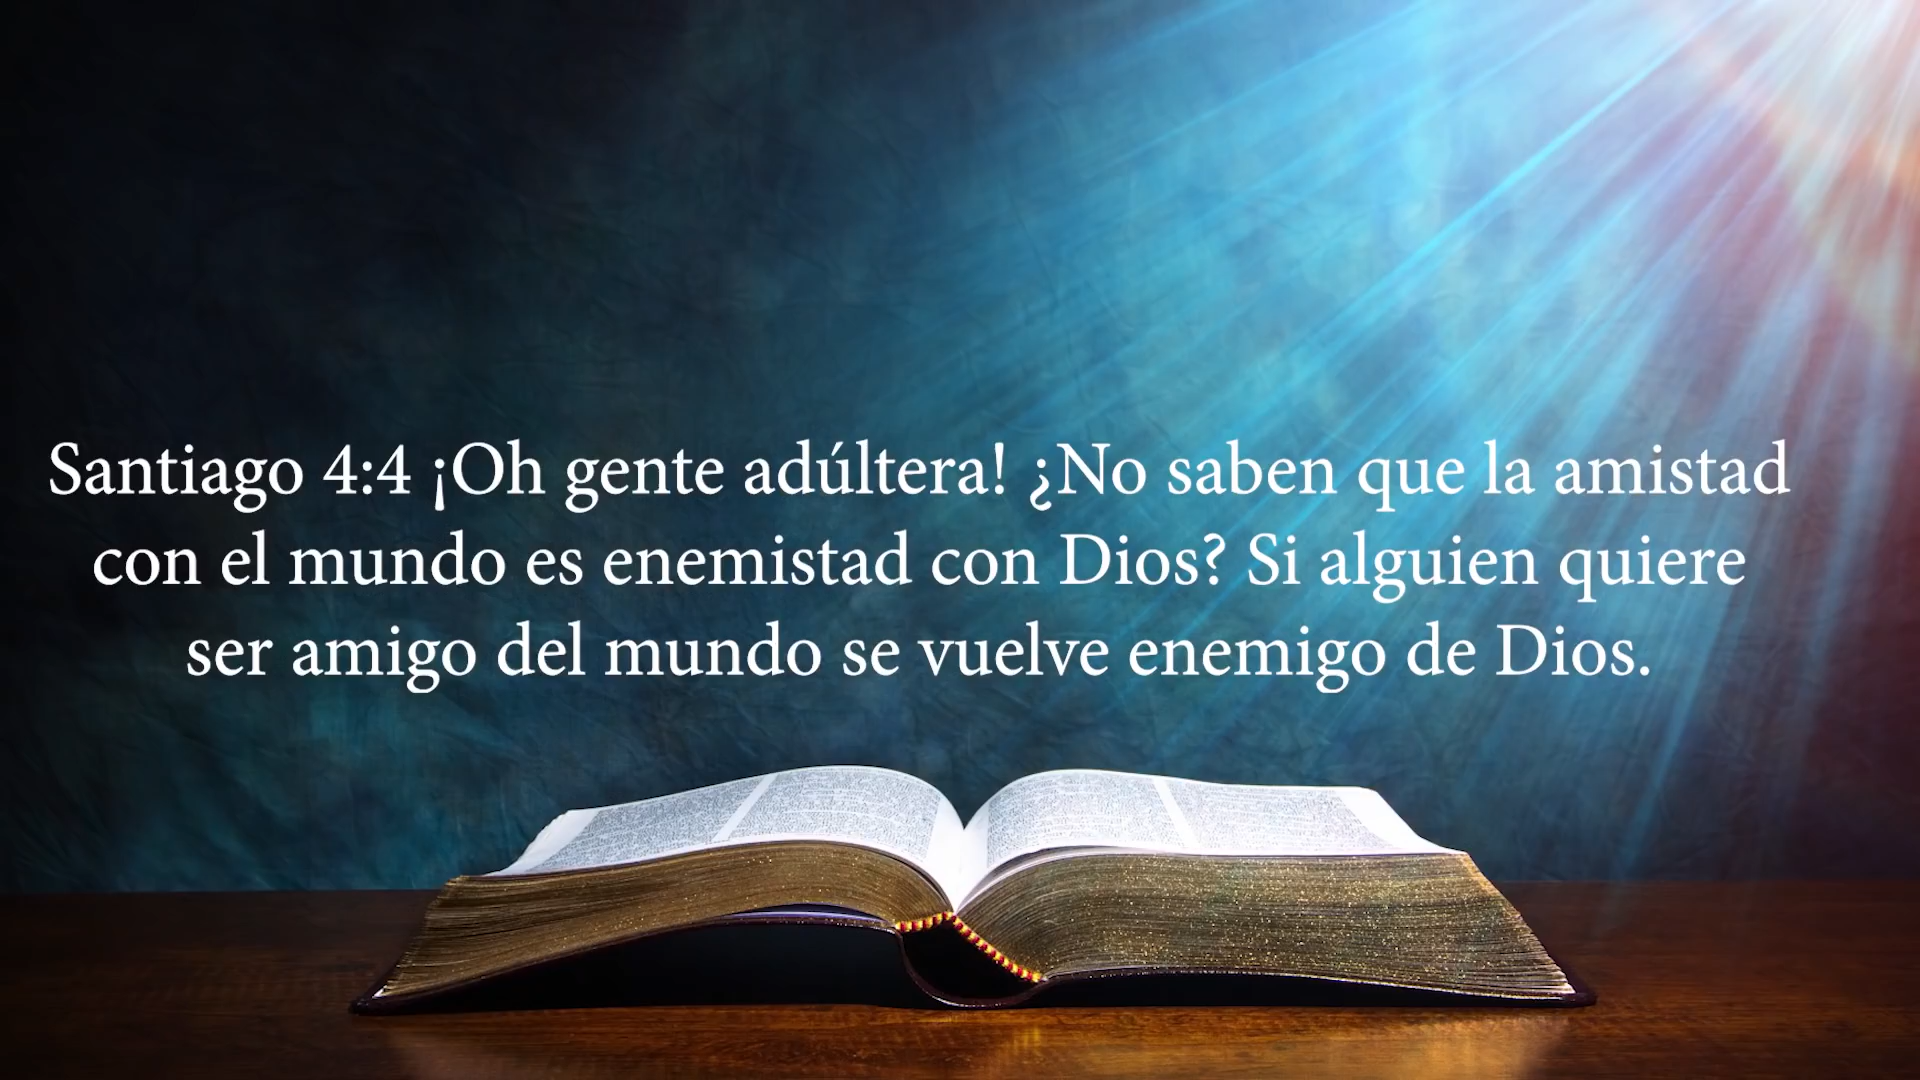 Santiago 4:4 ¡Oh gente adúltera! ¿No saben que la amistad
con el mundo es enemistad con Dios? Si alguien quiere
ser amigo del mundo se vuelve enemigo de Dios.